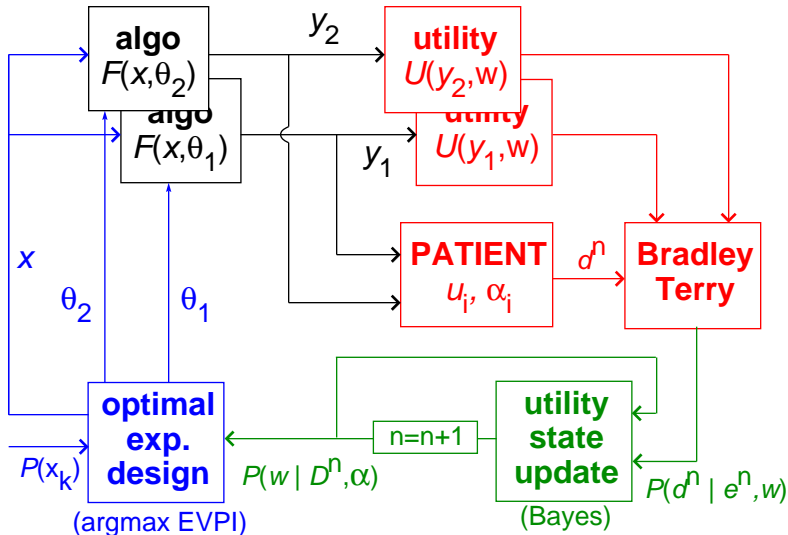 algo
F(x,θ₂)
algo
F(x,θ₁)
y₂
y₁
utility
U(y₂,w)
utility
U(y₁,w)
x
θ₂
θ₁
PATIENT
uᵢ, αᵢ
dⁿ
Bradley
Terry
optimal
exp.
design
(argmax EVPI)
P(xₖ)
P(w | Dⁿ,α)
n=n+1
utility
state
update
(Bayes)
P(dⁿ | eⁿ,w)